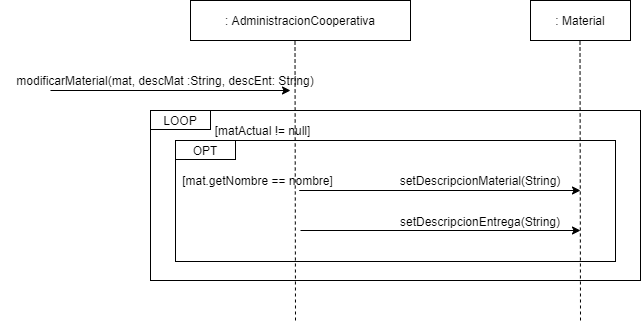 : AdministracionCooperativa
: Material
modificarMaterial(mat, descMat :String, descEnt: String)
LOOP
[matActual != null]
OPT
[mat.getNombre == nombre]
setDescripcionMaterial(String)
setDescripcionEntrega(String)